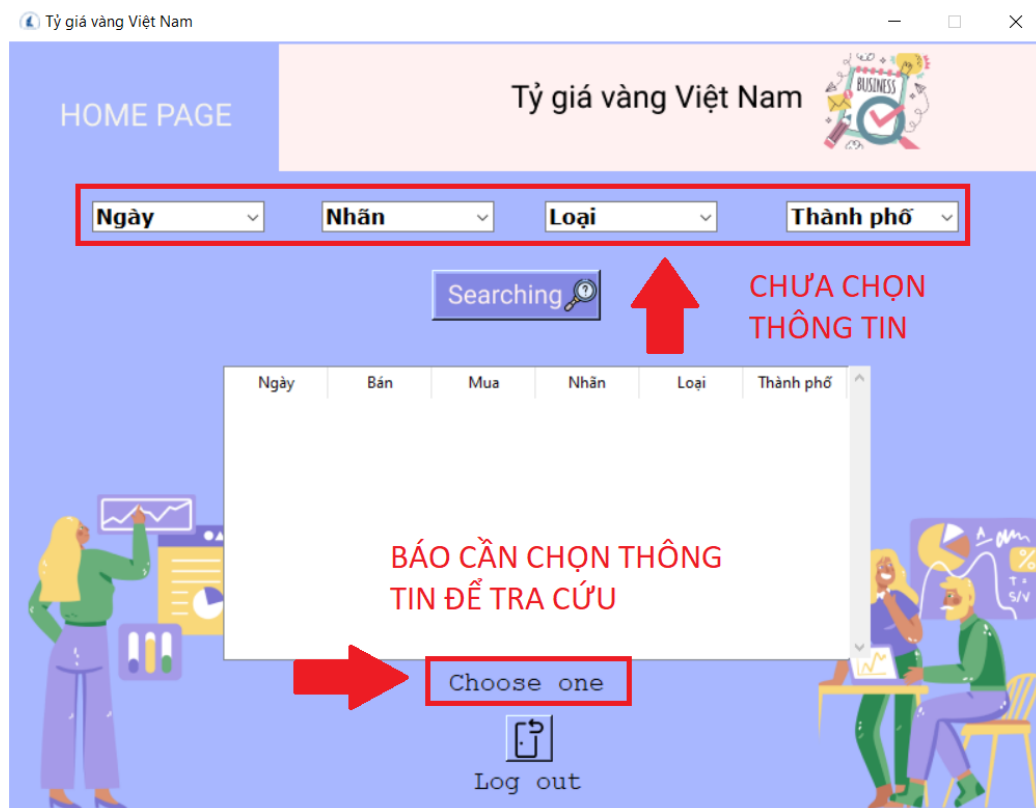 Tỷ giá vàng Việt Nam
HOME PAGE
Tỷ giá vàng Việt Nam
BUSINESS
Ngày Nhãn Loại Thành phố
Searching
?
CHƯA CHỌN
THÔNG TIN
Ngày Bán Mua Nhãn Loại Thành phố
BÁO CẦN CHỌN THÔNG
TIN ĐỂ TRA CỨU
%
T =
S/V
Choose one
Log out